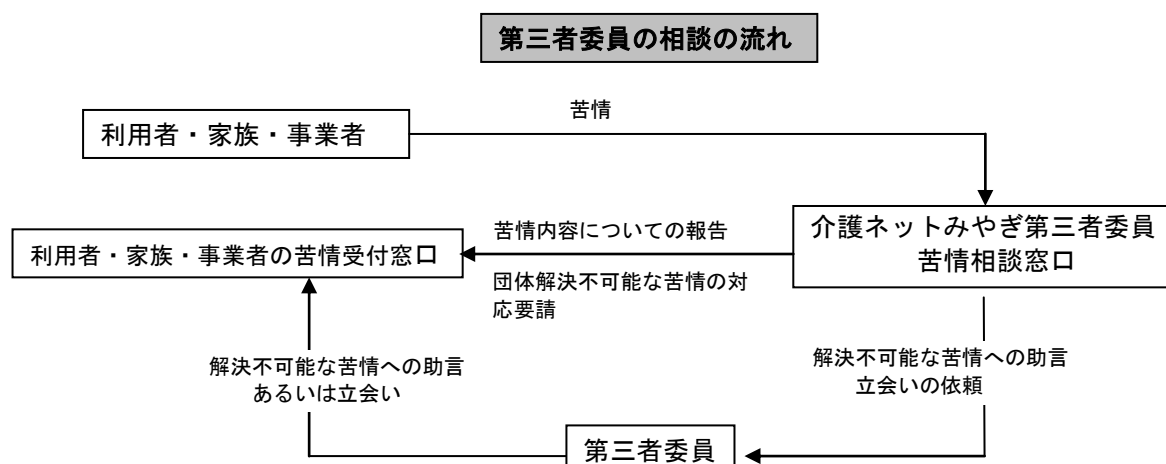 第三者委員の相談の流れ
苦情
利用者・家族・事業者
苦情内容についての報告
介護ネットみやぎ第三者委員
苦情相談窓口
利用者・家族・事業者の苦情受付窓口
団体解決不可能な苦情の対
応要請
解決不可能な苦情への助言
あるいは立会い
解決不可能な苦情への助言
立会いの依頼
第三者委員